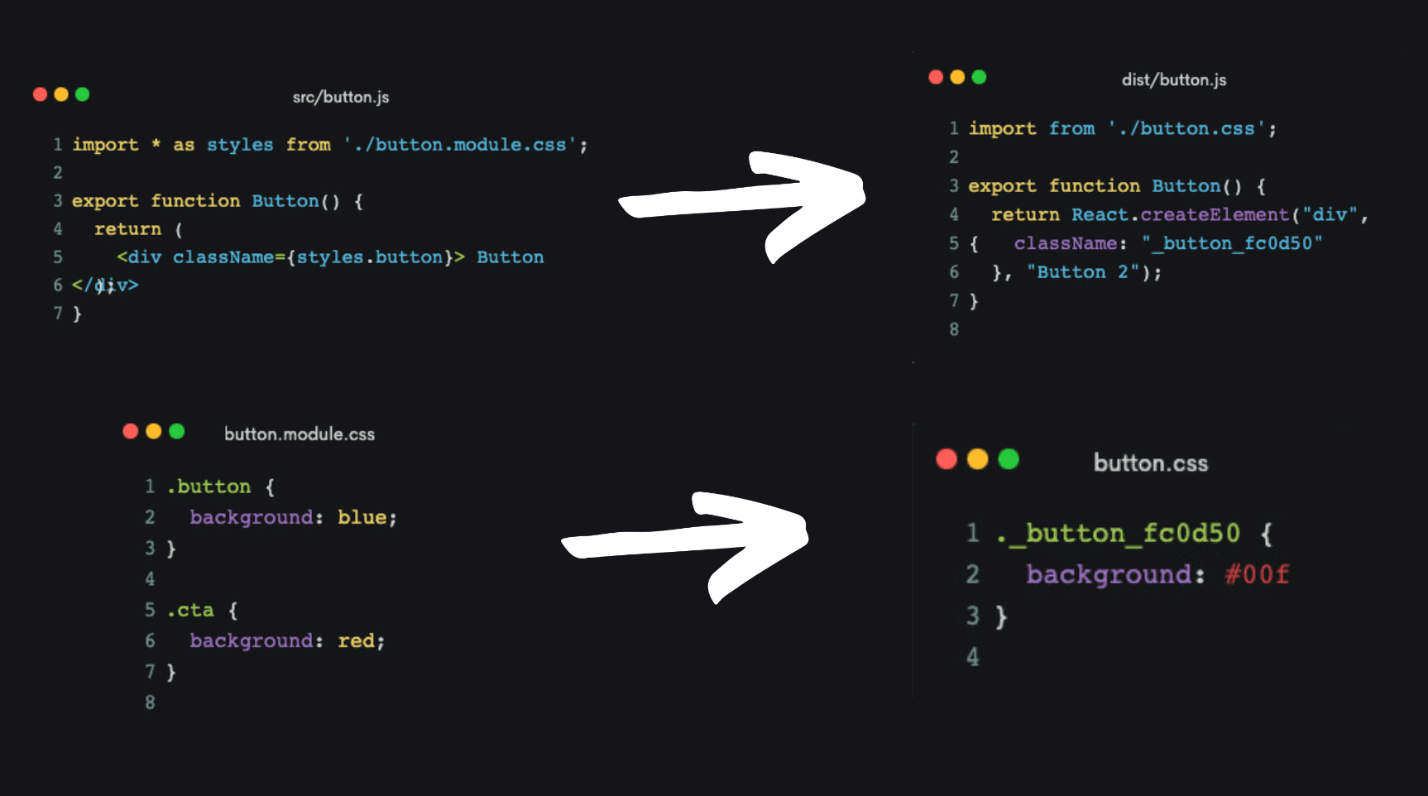 src/button.js
1 import * as styles from './button.module.css';
2
3 export function Button() {
4 return (
5 <div className={styles.button}> Button
6 </div>
);
7 }
dist/button.js
1 import from './button.css';
2
3 export function Button() {
4 return React.createElement("div",
5 { className: "_button_fc0d50"
6 }, "Button 2");
7 }
8
button.module.css
1 .button {
2 background: blue;
3 }
4
5 .cta {
6 background: red;
7 }
8
button.css
1 ._button_fc0d50 {
2 background: #00f
3 }
4